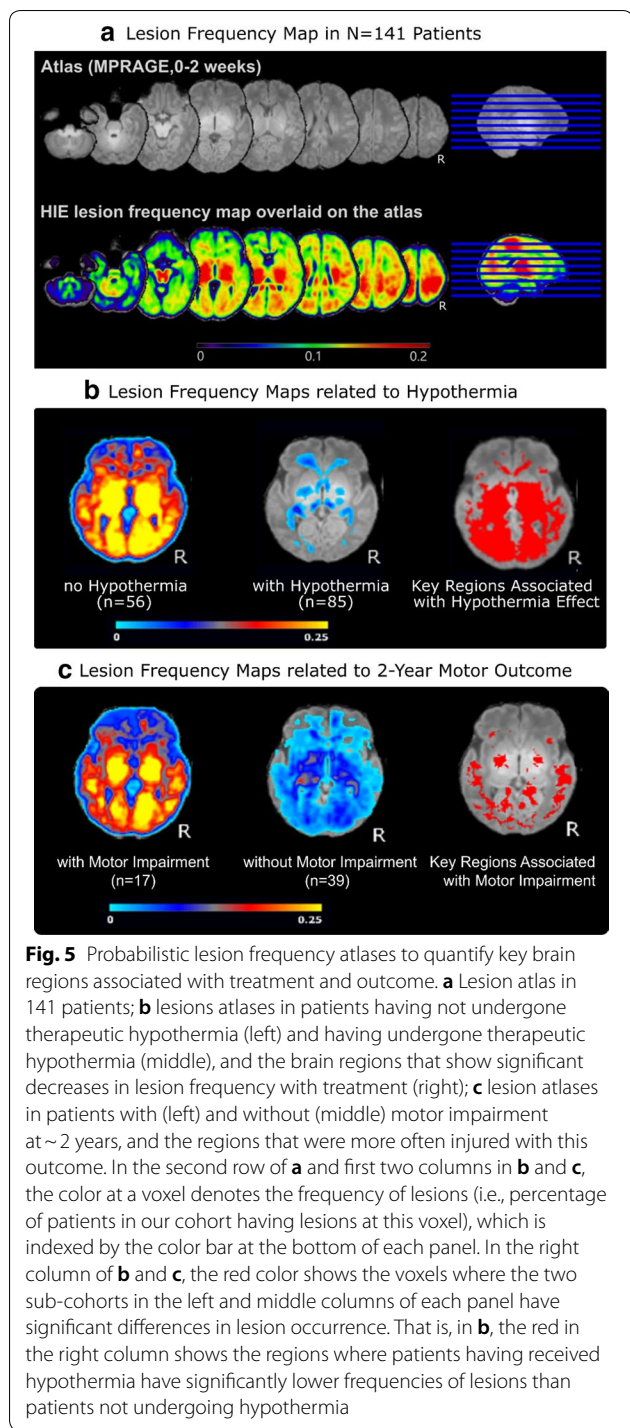 a Lesion Frequency Map in N=141 Patients
Atlas (MPRAGE,0-2 weeks)
R
HIE lesion frequency map overlaid on the atlas
R
0 0.1 0.2
b Lesion Frequency Maps related to Hypothermia
R R R
no Hypothermia with Hypothermia Key Regions Associated
(n=56) (n=85) with Hypothermia Effect
0 0.25
c Lesion Frequency Maps related to 2-Year Motor Outcome
R R R
with Motor Impairment without Motor Impairment Key Regions Associated
(n=17) (n=39) with Motor Impairment
0 0.25
Fig. 5 Probabilistic lesion frequency atlases to quantify key brain
regions associated with treatment and outcome. a Lesion atlas in
141 patients; b lesions atlases in patients having not undergone
therapeutic hypothermia (left) and having undergone therapeutic
hypothermia (middle), and the brain regions that show significant
decreases in lesion frequency with treatment (right); c lesion atlases
in patients with (left) and without (middle) motor impairment
at ~ 2 years, and the regions that were more often injured with this
outcome. In the second row of a and first two columns in b and c,
the color at a voxel denotes the frequency of lesions (i.e., percentage
of patients in our cohort having lesions at this voxel), which is
indexed by the color bar at the bottom of each panel. In the right
column of b and c, the red color shows the voxels where the two
sub-cohorts in the left and middle columns of each panel have
significant differences in lesion occurrence. That is, in b, the red in
the right column shows the regions where patients having received
hypothermia have significantly lower frequencies of lesions than
patients not undergoing hypothermia